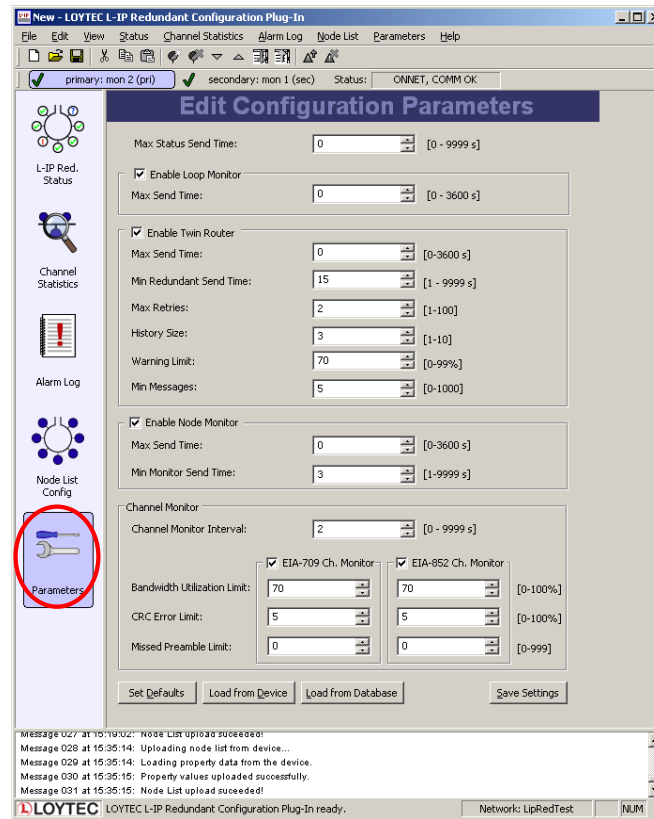 New - LOYTEC L-IP Redundant Configuration Plug-In
File Edit View Status Channel Statistics Alarm Log Node List Parameters Help
primary: mon 2 (pri) secondary: mon 1 (sec) Status: ONNET, COMM OK
Edit Configuration Parameters
L-IP Red.
Status
Channel
Statistics
Alarm Log
Node List
Config
Parameters
Max Status Send Time: 0 [0 - 9999 s]
Enable Loop Monitor
Max Send Time: 0 [0 - 3600 s]
Enable Twin Router
Max Send Time: 0 [0-3600 s]
Min Redundant Send Time: 15 [1 - 9999 s]
Max Retries: 2 [1-100]
History Size: 3 [1-10]
Warning Limit: 70 [0-99%]
Min Messages: 5 [0-1000]
Enable Node Monitor
Max Send Time: 0 [0-3600 s]
Min Monitor Send Time: 3 [1-9999 s]
Channel Monitor
Channel Monitor Interval: 2 [0 - 9999 s]
EIA-709 Ch. Monitor EIA-852 Ch. Monitor
Bandwidth Utilization Limit: 70 70 [0-100%]
CRC Error Limit: 5 5 [0-100%]
Missed Preamble Limit: 0 0 [0-999]
Set Defaults Load from Device Load from Database Save Settings
Message 027 at 15:19:02: Node List upload suceeded!
Message 028 at 15:35:14: Uploading node list from device...
Message 029 at 15:35:14: Loading property data from the device.
Message 030 at 15:35:15: Property values uploaded successfully.
Message 031 at 15:35:15: Node List upload suceeded!
LOYTEC LOYTEC L-IP Redundant Configuration Plug-In ready. Network: LipRedTest NUM